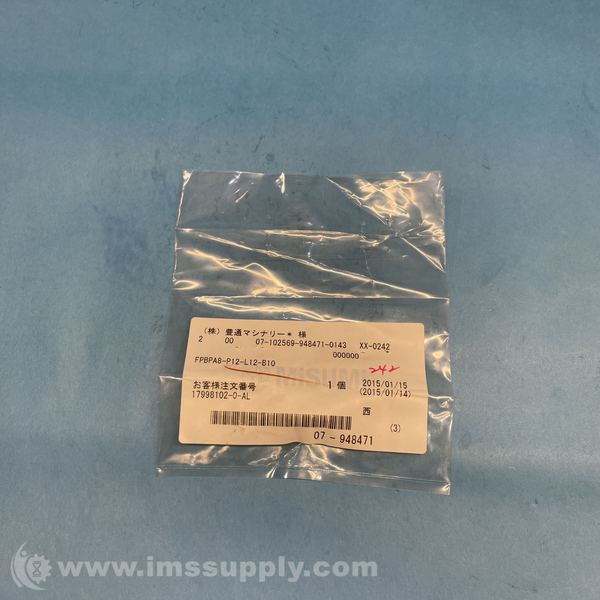 (株) 豊通マシナリー* 様
2 00 07-102569-948471-0143 XX-0242
000000
FPBPA8-P12-L12-B10
242
MiSUMi
お客様注文番号 1個 2015/01/15
17998102-0-AL (2015/01/14)
西
(3)
07-948471
www.imssupply.com